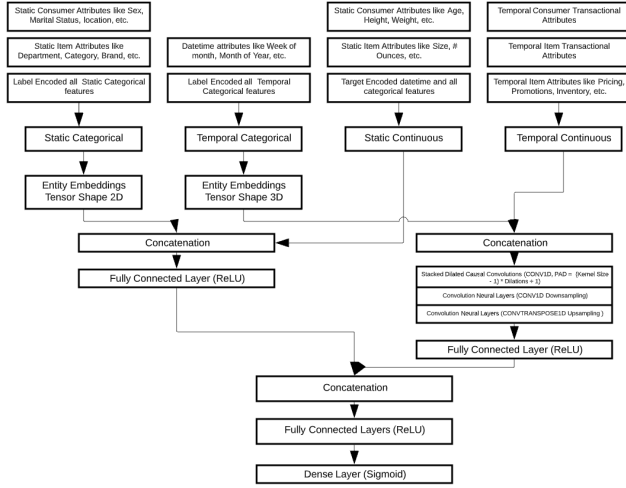 Static Consumer Attributes like Sex,
Marital Status, location, etc.
Static Consumer Attributes like Age,
Height, Weight, etc.
Temporal Consumer Transactional
Attributes
Static Item Attributes like
Department, Category, Brand, etc.
Datetime attributes like Week of
month, Month of Year, etc.
Static Item Attributes like Size, #
Ounces, etc.
Temporal Item Transactional
Attributes
Label Encoded all Static Categorical
features
Label Encoded all Temporal
Categorical features
Target Encoded datetime and all
categorical features
Temporal Item Attributes like Pricing,
Promotions, Inventory, etc.
Static Categorical
Temporal Categorical
Static Continuous
Temporal Continuous
Entity Embeddings
Tensor Shape 2D
Entity Embeddings
Tensor Shape 3D
Concatenation
Concatenation
Fully Connected Layer (ReLU)
Stacked Dilated Causal Convolutions (CONV1D, PAD = (Kernel Size
- 1) * Dilations + 1)
Convolution Neural Layers (CONV1D Downsampling)
Convolution Neural Layers (CONVTRANSPOSE1D Upsampling )
Fully Connected Layer (ReLU)
Concatenation
Fully Connected Layers (ReLU)
Dense Layer (Sigmoid)